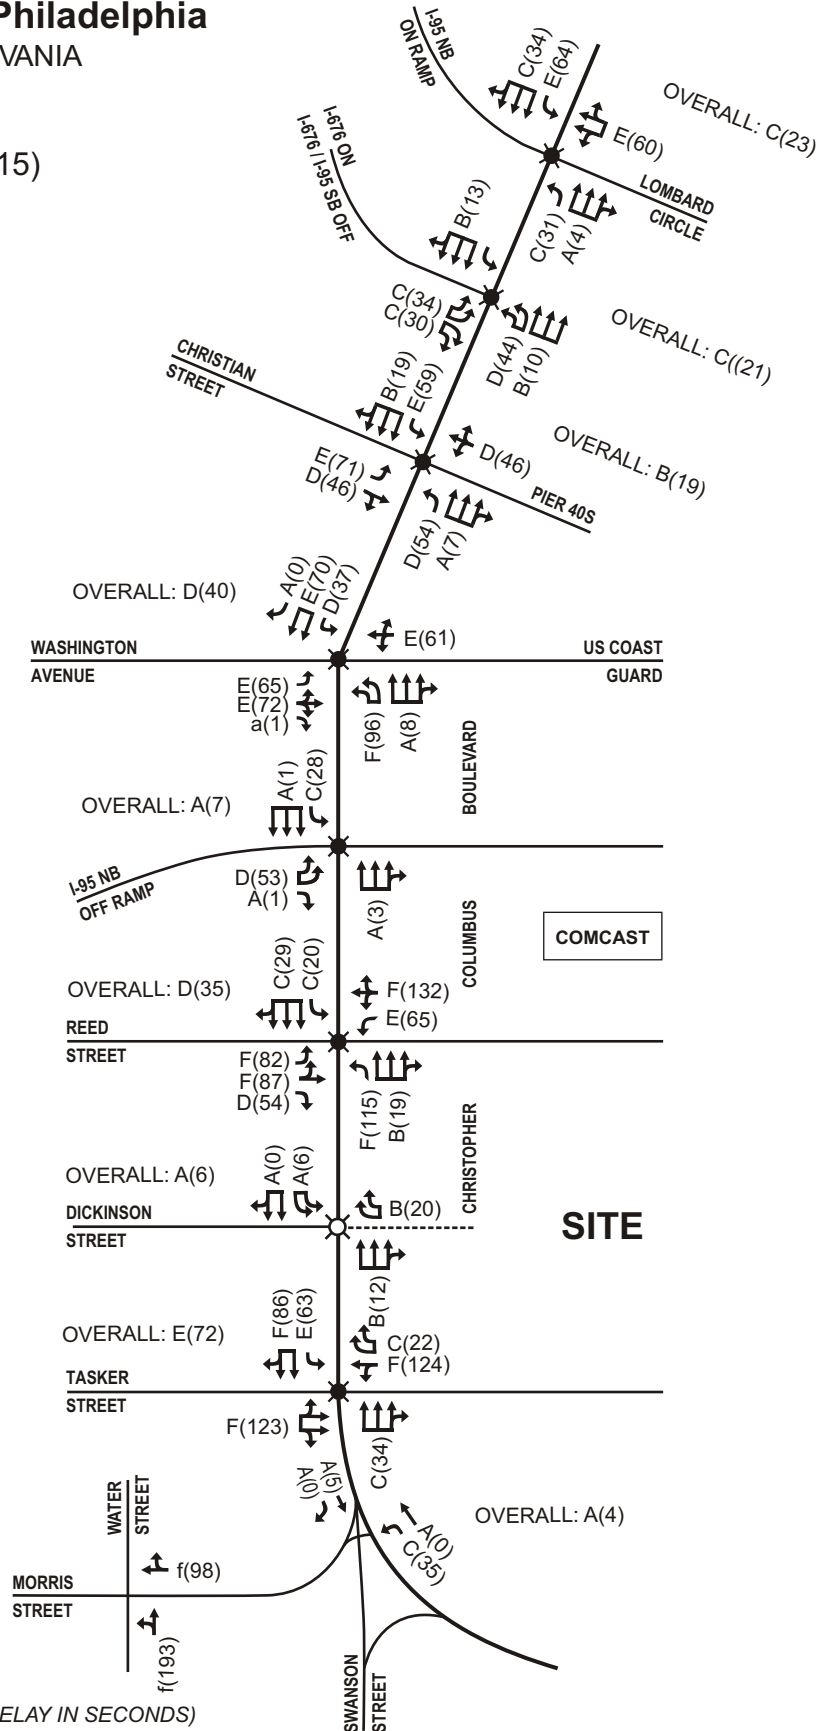 Philadelphia
VANIA
15)
I-95 NB
ON RAMP
C(34)
E(64)
E(60)
OVERALL: C(23)
LOMBARD
CIRCLE
C(31)
A(4)
I-676 ON
I-676 / I-95 SB OFF
B(13)
C(34)
C(30)
D(44)
B(10)
OVERALL: C((21)
CHRISTIAN
STREET
B(19)
E(59)
D(46)
OVERALL: B(19)
E(71)
D(46)
PIER 40S
D(54)
A(7)
OVERALL: D(40)
A(0)
E(70)
D(37)
E(61)
WASHINGTON
AVENUE
US COAST
GUARD
E(65)
E(72)
a(1)
F(96)
A(8)
BOULEVARD
OVERALL: A(7)
A(1)
C(28)
I-95 NB
OFF RAMP
D(53)
A(1)
A(3)
COLUMBUS
COMCAST
OVERALL: D(35)
C(29)
C(20)
F(132)
E(65)
REED
STREET
F(82)
F(87)
D(54)
F(115)
B(19)
CHRISTOPHER
OVERALL: A(6)
A(0)
A(6)
B(20)
DICKINSON
STREET
SITE
B(12)
OVERALL: E(72)
F(86)
E(63)
C(22)
F(124)
TASKER
STREET
F(123)
C(34)
A(0)
A(5)
OVERALL: A(4)
A(0)
C(35)
WATER
STREET
f(98)
MORRIS
STREET
f(193)
SWANSON
STREET
ELAY IN SECONDS)